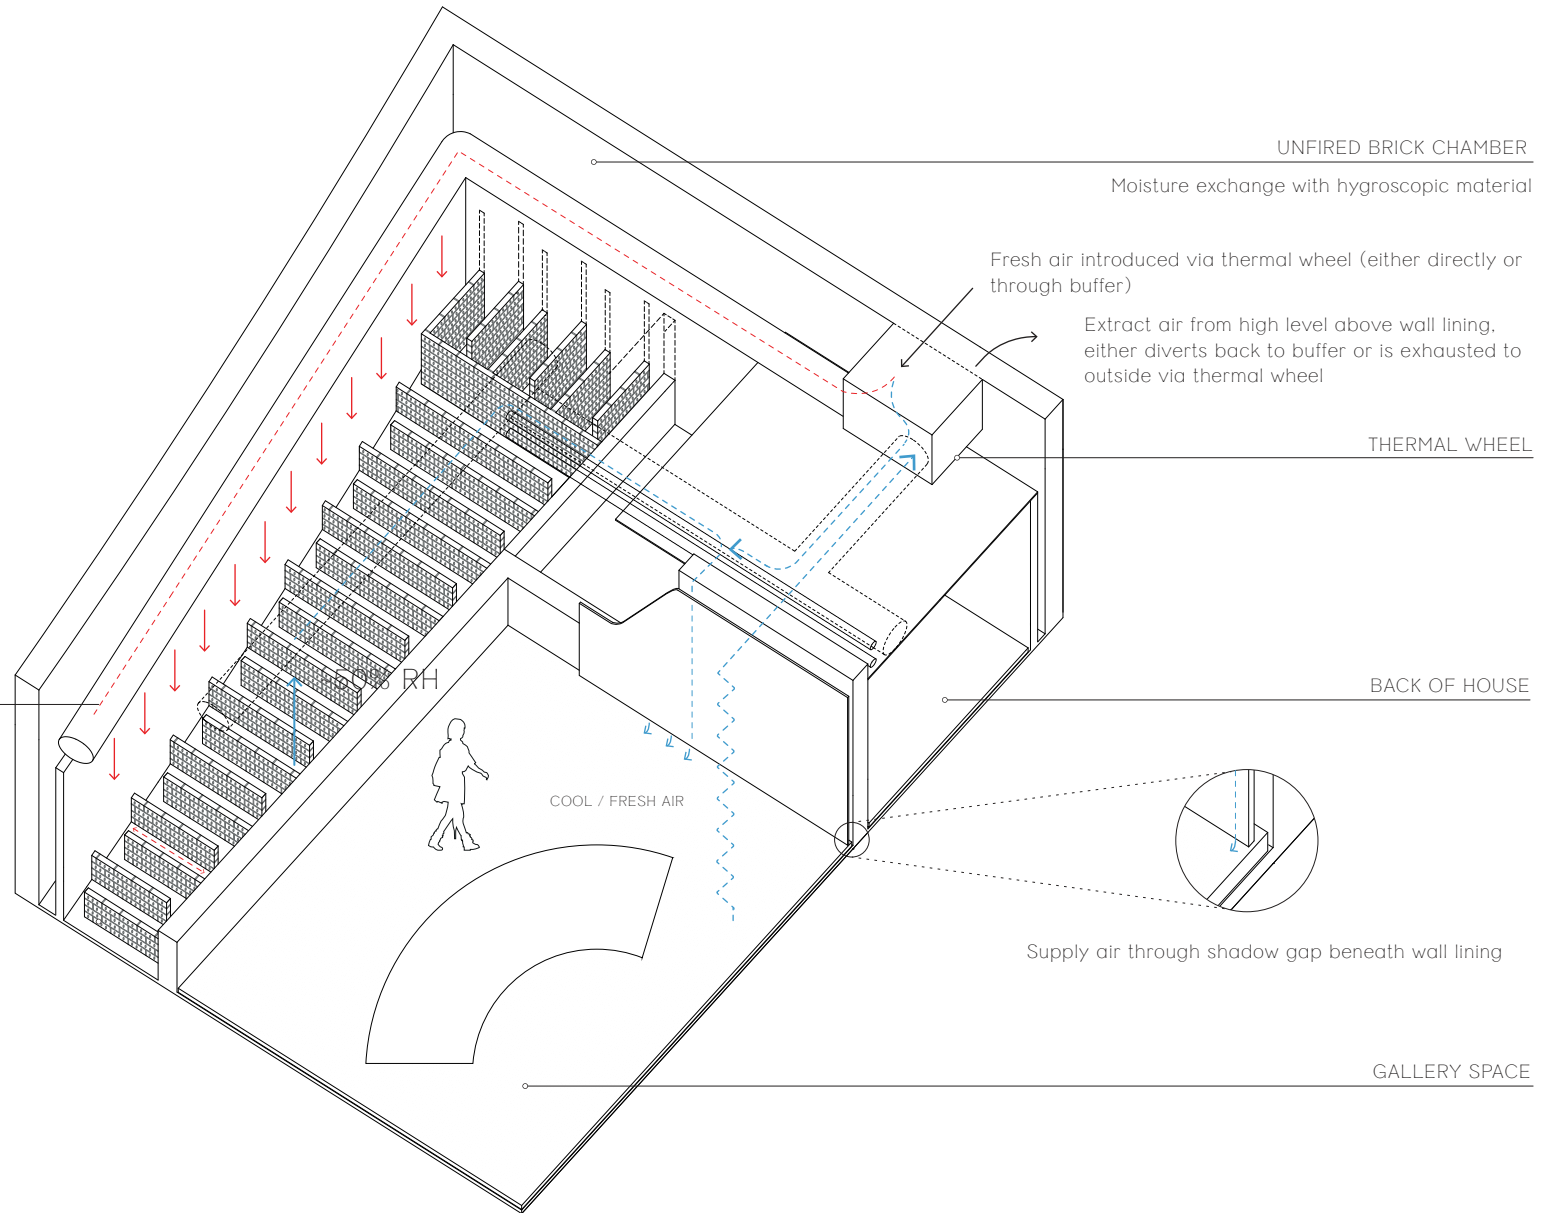 UNFIRED BRICK CHAMBER
Moisture exchange with hygroscopic material
Fresh air introduced via thermal wheel (either directly or
through buffer)
Extract air from high level above wall lining,
either diverts back to buffer or is exhausted to
outside via thermal wheel
THERMAL WHEEL
50% RH
BACK OF HOUSE
COOL / FRESH AIR
Supply air through shadow gap beneath wall lining
GALLERY SPACE